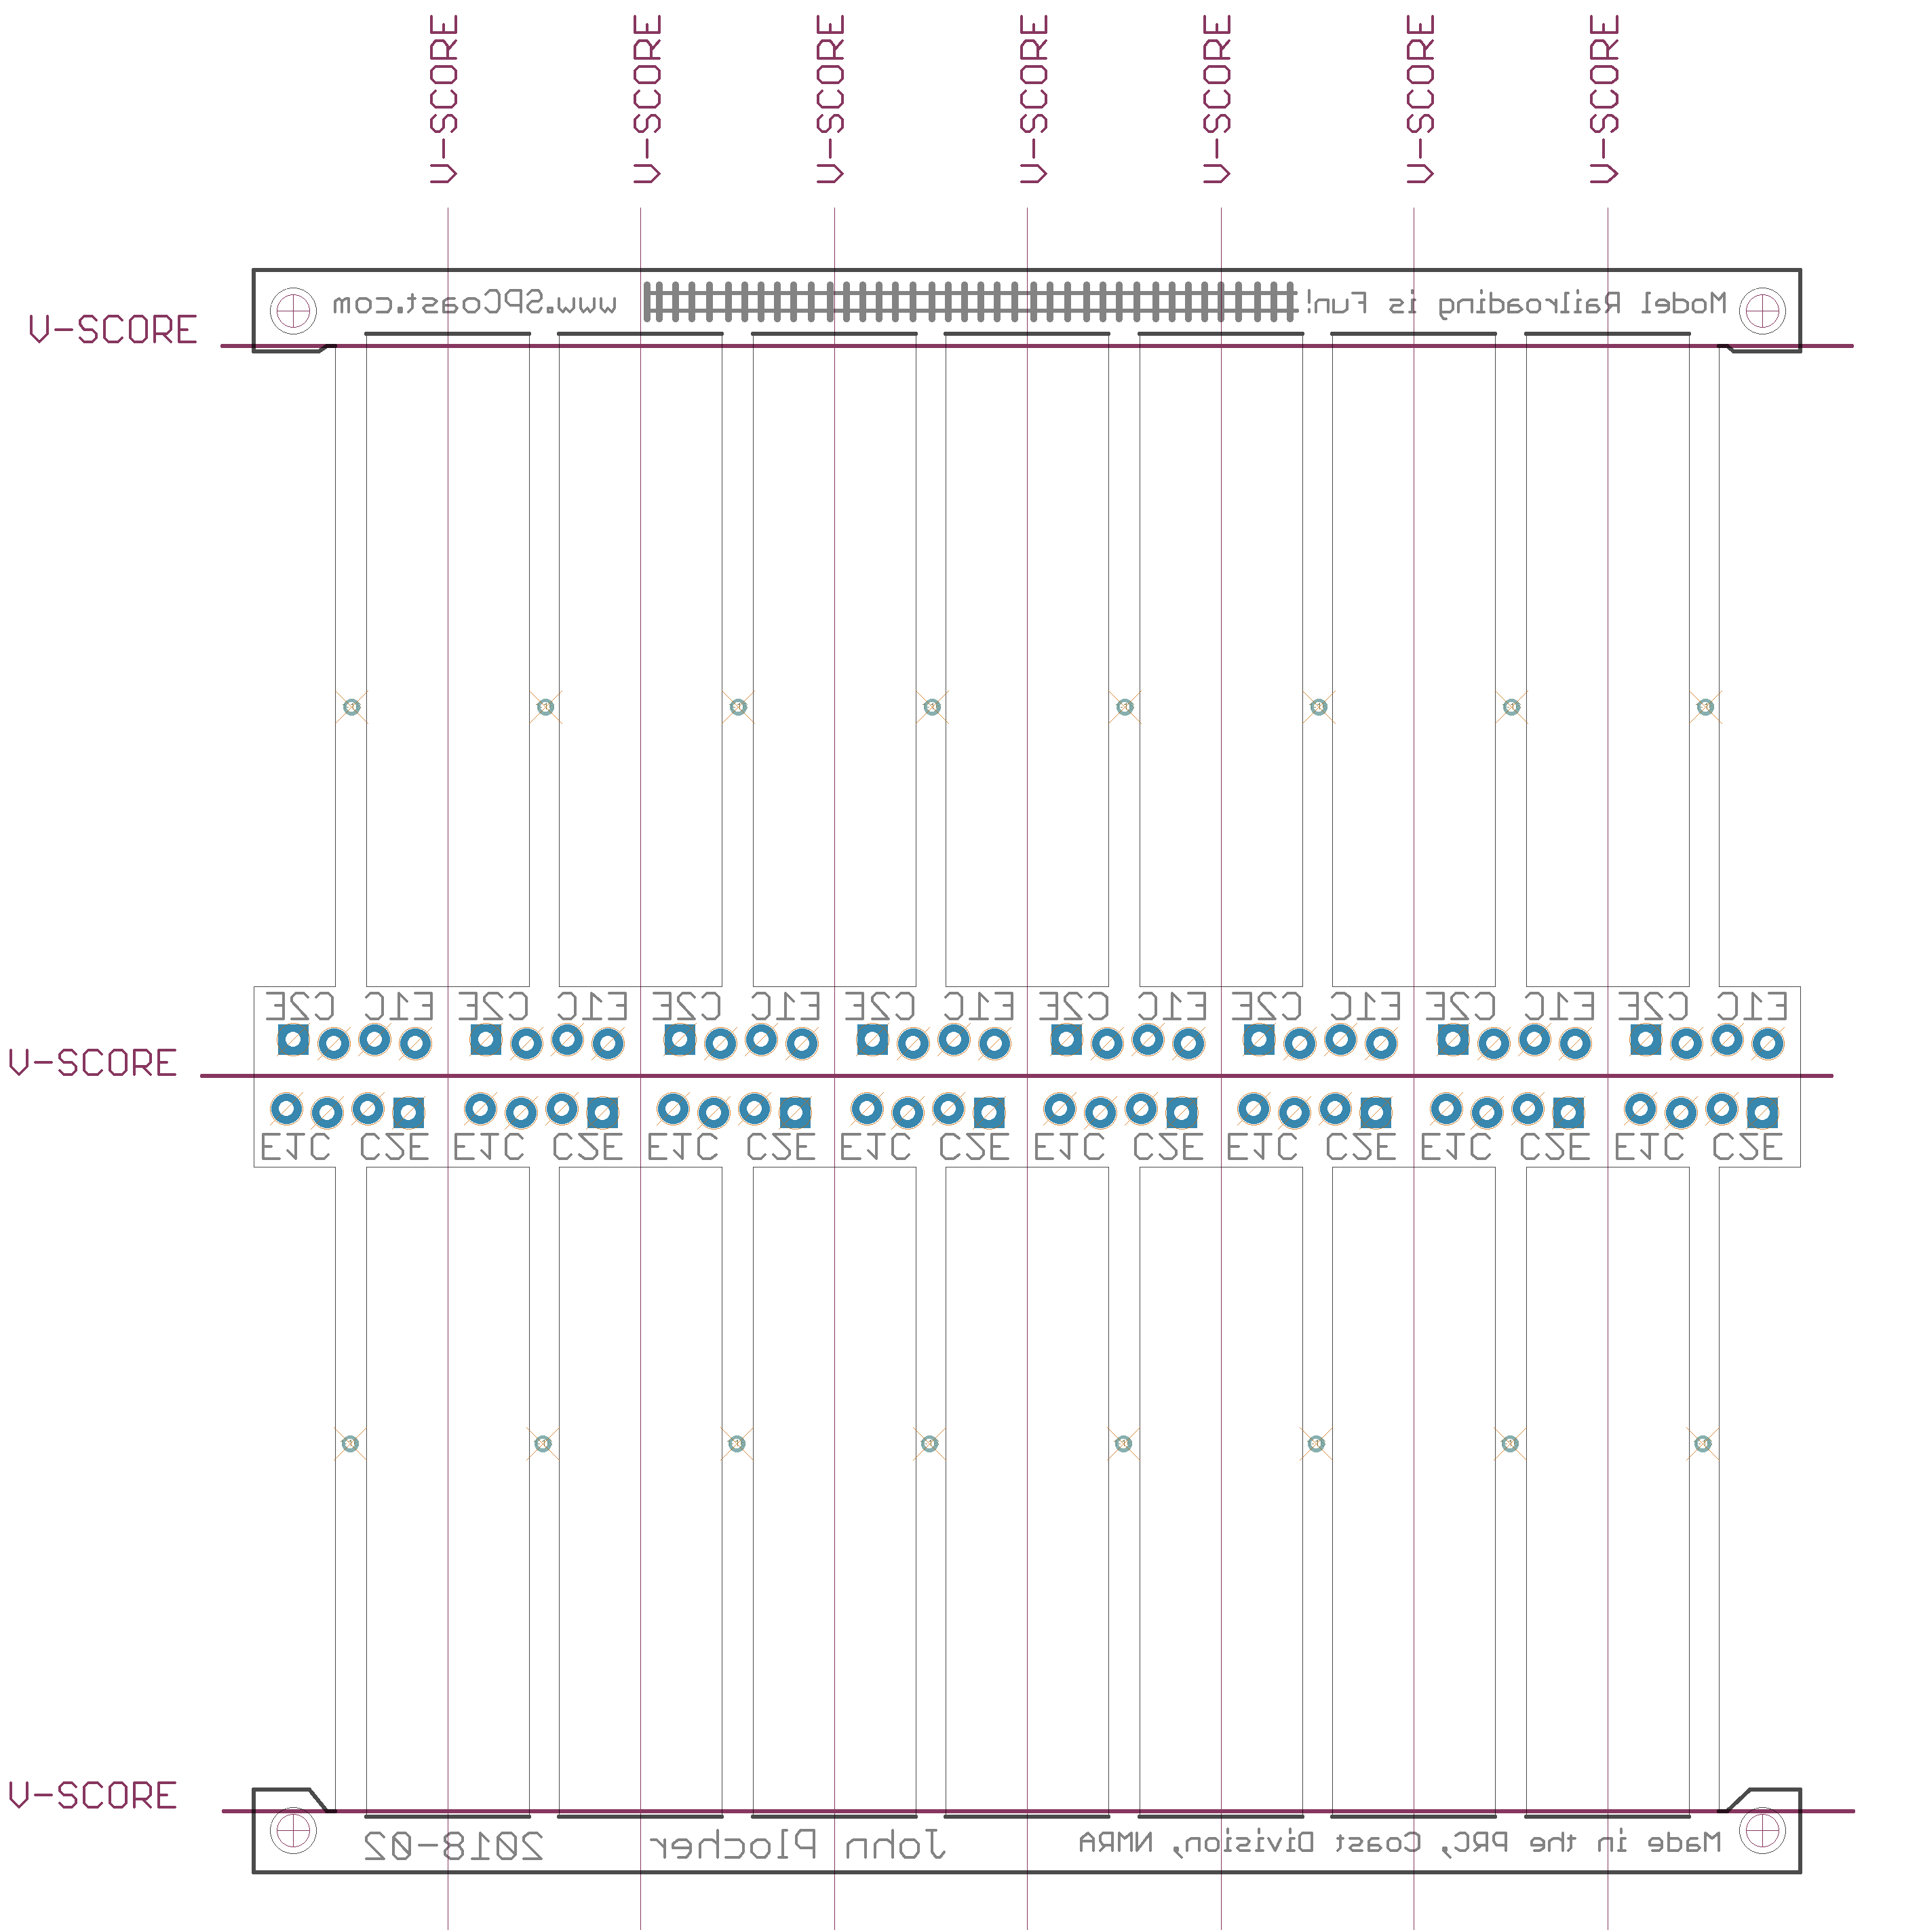 V-SCORE V-SCORE V-SCORE V-SCORE V-SCORE V-SCORE V-SCORE
Model Railroading is Fun! www.SPCoast.com
V-SCORE
C2E E1C C2E E1C C2E E1C C2E E1C C2E E1C C2E E1C C2E E1C C2E E1C
V-SCORE
E1C C2E E1C C2E E1C C2E E1C C2E E1C C2E E1C C2E E1C C2E E1C C2E
V-SCORE
Made in the PRC, Coast Division, NMRA John Plocher 2018-02